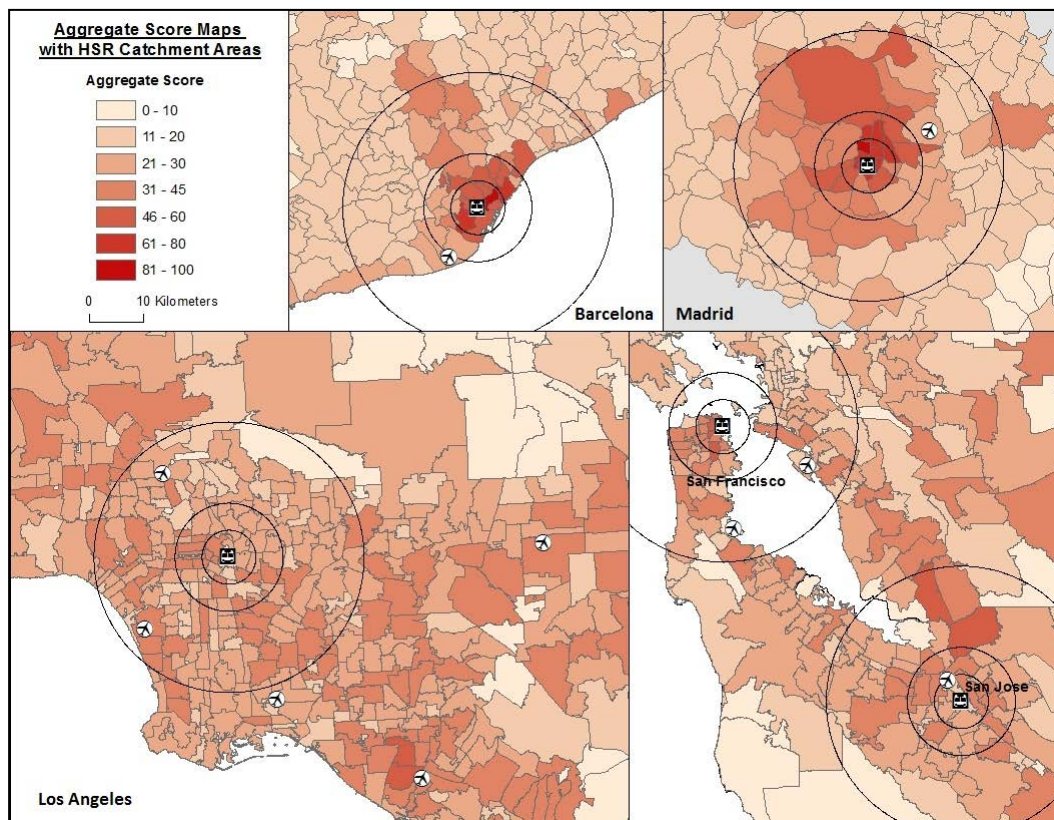 Aggregate Score Maps
with HSR Catchment Areas
Aggregate Score
0 - 10
11 - 20
21 - 30
31 - 45
46 - 60
61 - 80
81 - 100
0 10 Kilometers
Barcelona
Madrid
San Francisco
San Jose
Los Angeles